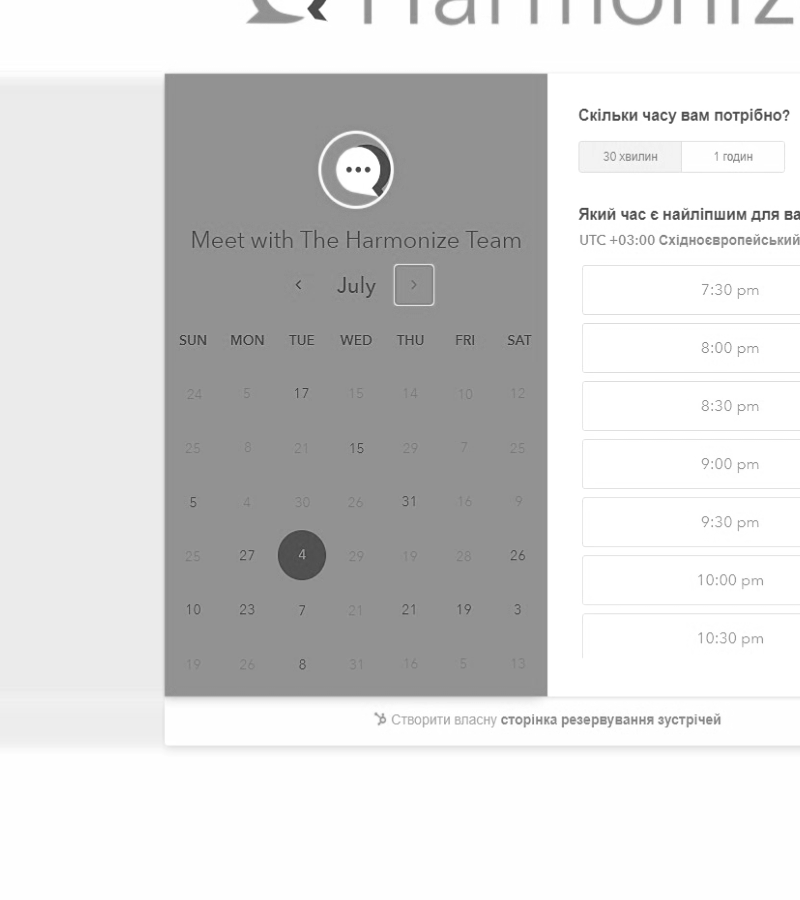 Harmoniz
Meet with The Harmonize Team
‹ July ›
SUN MON TUE WED THU FRI SAT
24 5 17 15 14 10 12
25 8 21 15 29 7 25
5 4 30 26 31 16 9
25 27 4 29 19 28 26
10 23 7 21 21 19 3
19 26 8 31 16 5 13
Скільки часу вам потрібно?
30 хвилин 1 годин
Який час є найліпшим для ва
UTC +03:00 Східноєвропейський
7:30 pm
8:00 pm
8:30 pm
9:00 pm
9:30 pm
10:00 pm
10:30 pm
Створити власну сторінка резервування зустрічей